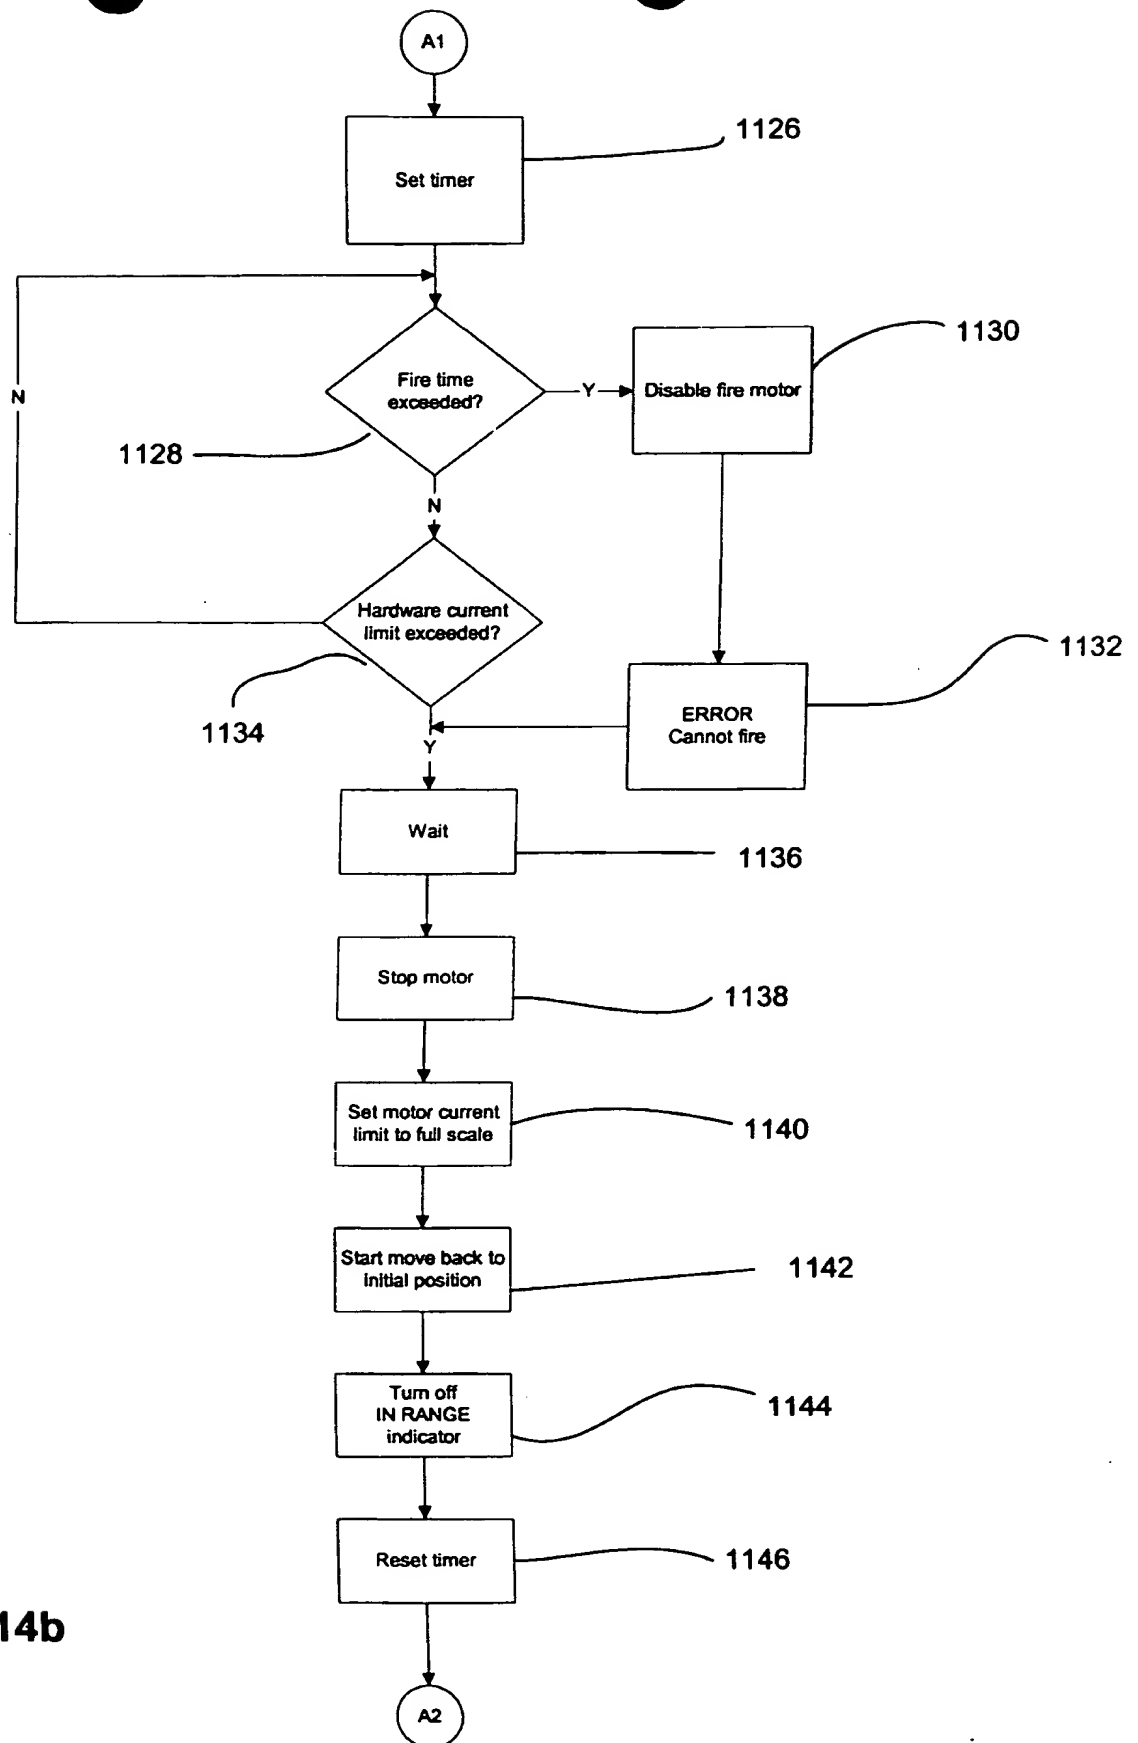 A1
Set timer
1126
Fire time
exceeded?
1128
Y
Disable fire motor
1130
N
N
Hardware current
limit exceeded?
1134
ERROR
Cannot fire
1132
Y
Wait
1136
Stop motor
1138
Set motor current
limit to full scale
1140
Start move back to
initial position
1142
Turn off
IN RANGE
indicator
1144
Reset timer
1146
14b
A2